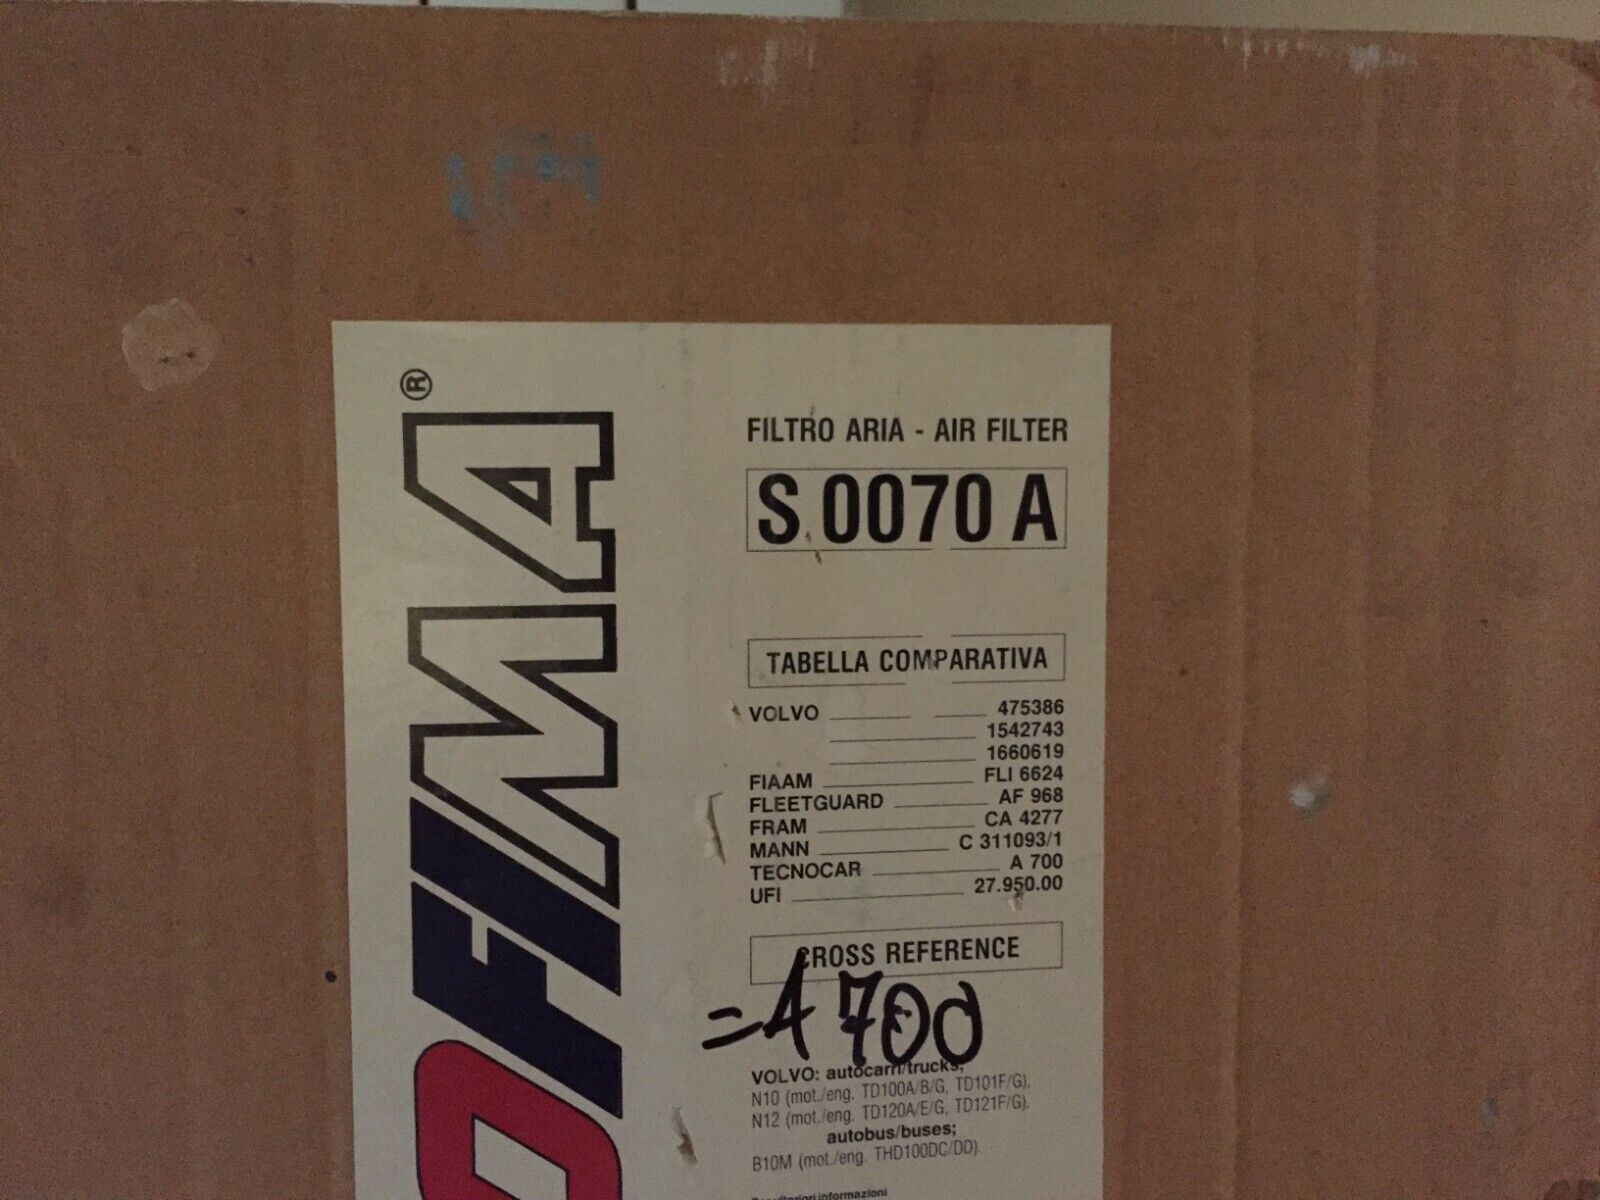 OFIMA®
FILTRO ARIA - AIR FILTER
S 0070 A
TABELLA COMPARATIVA
VOLVO 475386
1542743
1660619
FIAAM FLI 6624
FLEETGUARD AF 968
FRAM CA 4277
MANN C 311093/1
TECNOCAR A 700
UFI 27.950.00
CROSS REFERENCE
=A 700
VOLVO: autocarri/trucks;
N10 (mot./eng. TD100A/B/G, TD101F/G),
N12 (mot./eng. TD120A/E/G, TD121F/G).
autobus/buses;
B10M (mot./eng. THD100DC/DD).
informazioni